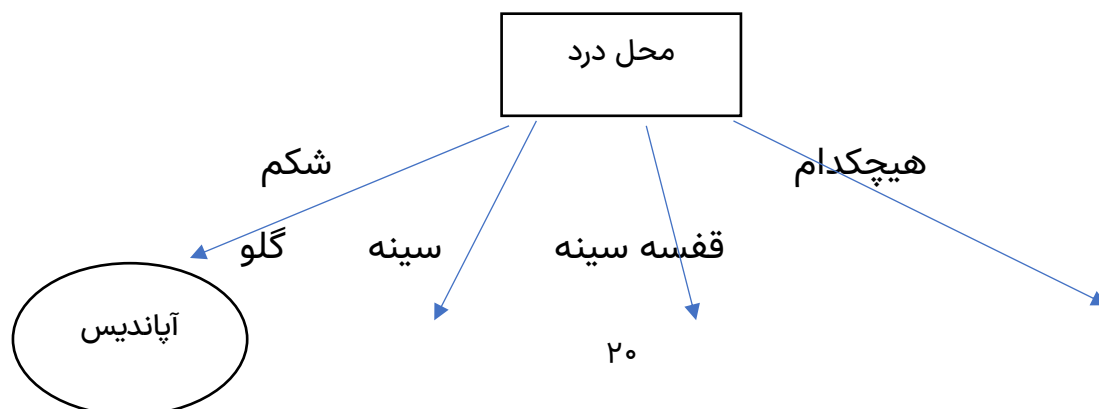 محل درد
هیچکدام
شکم
قفسه سینه
سینه
گلو
آپاندیس
۲۰